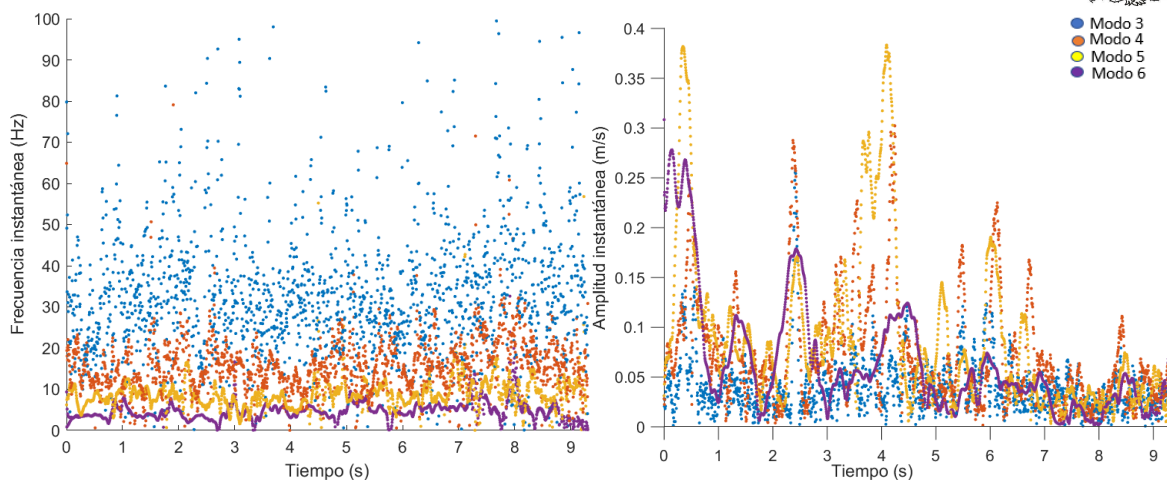 100
90
80
70
60
50
40
30
20
10
0
0 1 2 3 4 5 6 7 8 9
Frecuencia instantánea (Hz)
Tiempo (s)
0.4
0.35
0.3
0.25
0.2
0.15
0.1
0.05
0
0 1 2 3 4 5 6 7 8 9
Amplitud instantánea (m/s)
Tiempo (s)
Modo 3
Modo 4
Modo 5
Modo 6